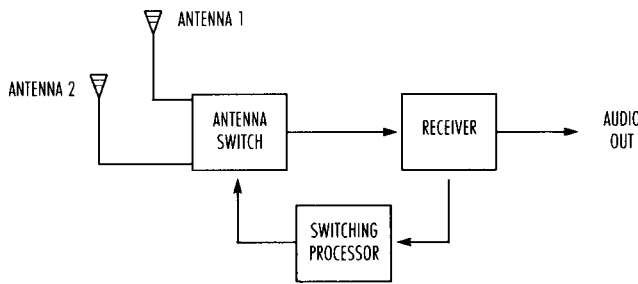 ANTENNA 1
ANTENNA 2
ANTENNA
SWITCH
RECEIVER
AUDIO
OUT
SWITCHING
PROCESSOR